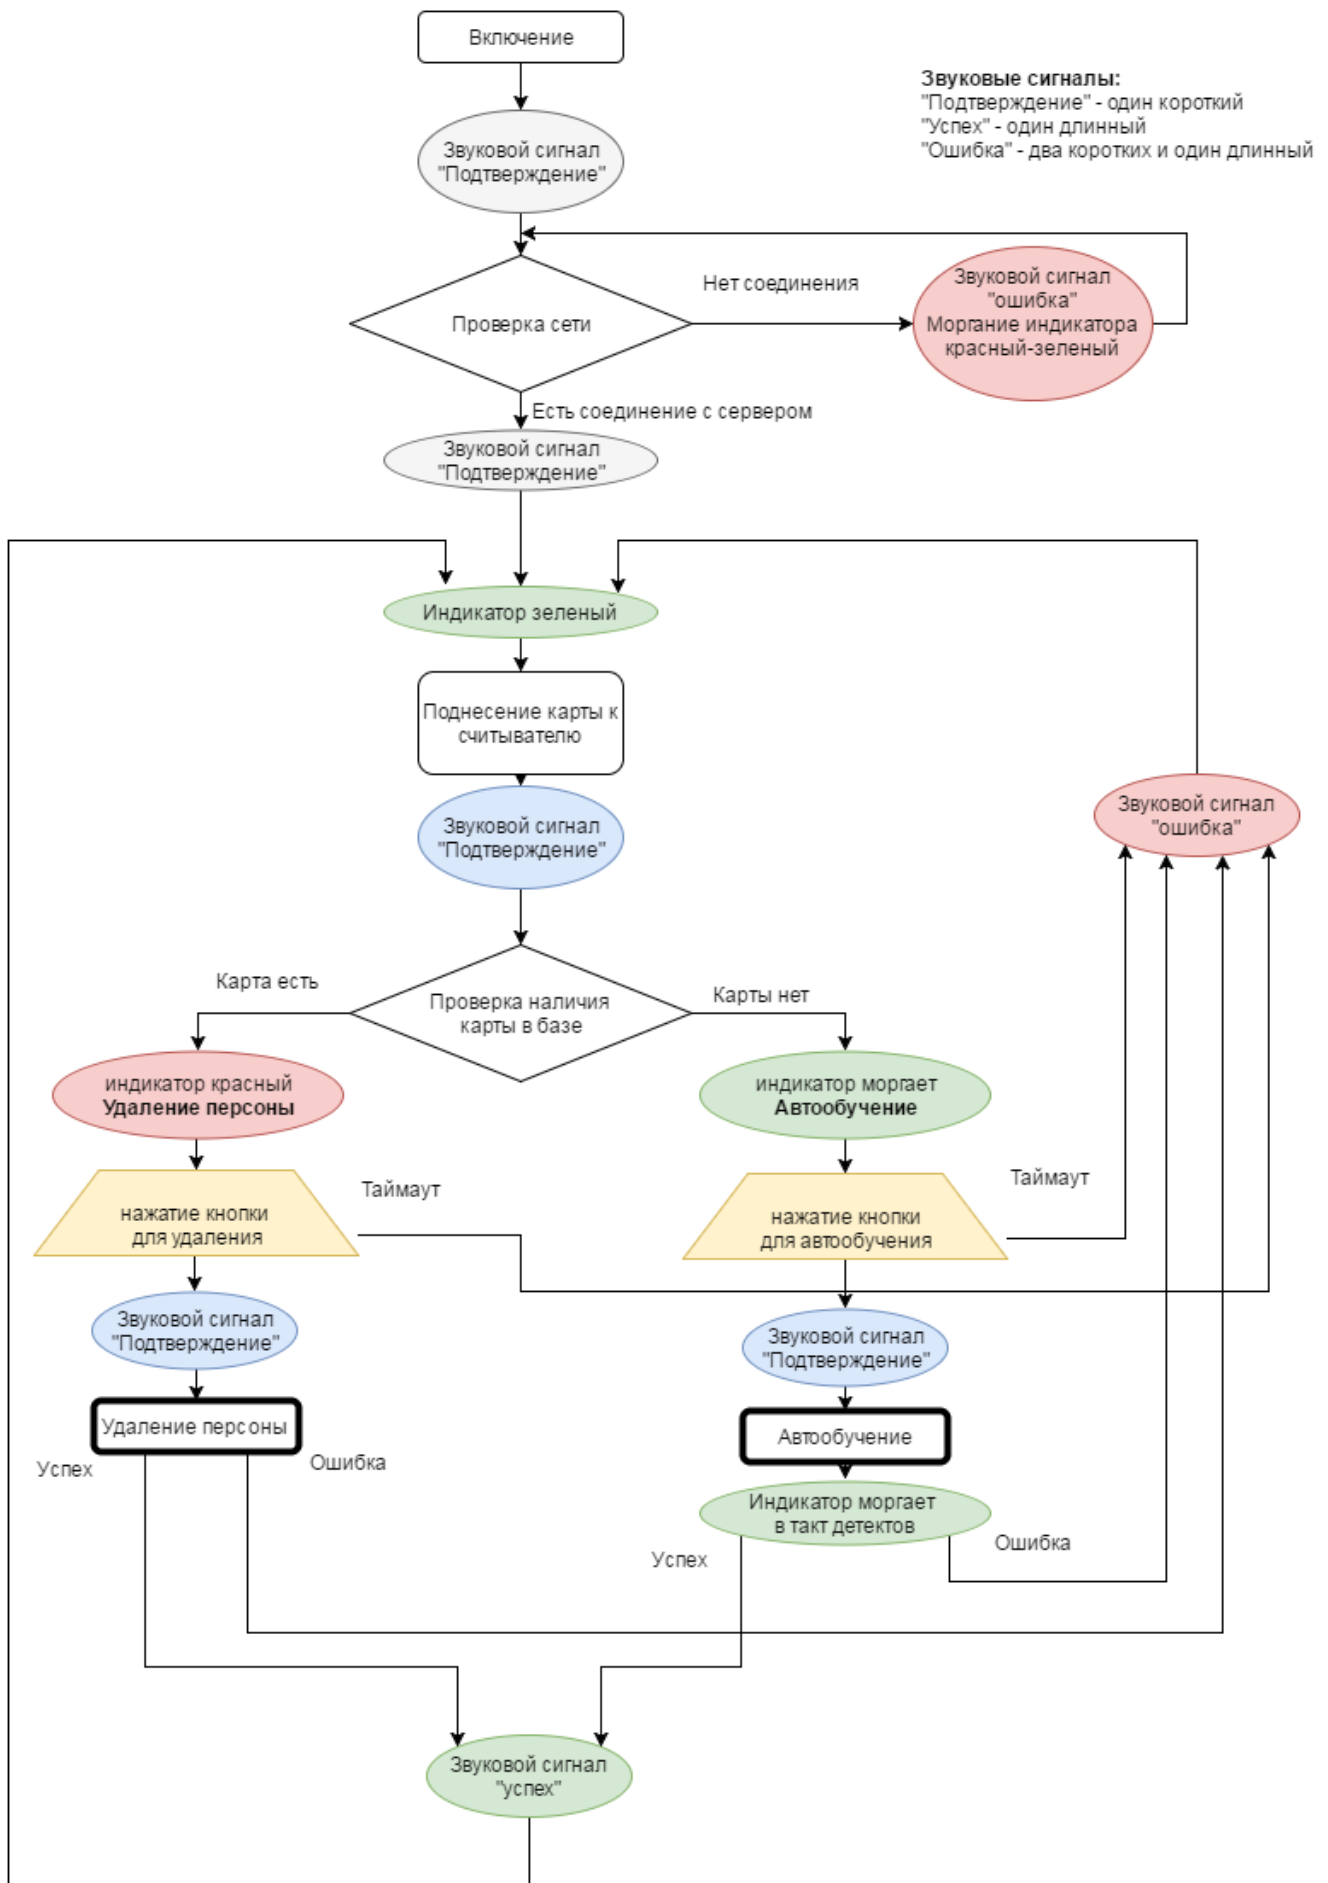 Включение
Звуковые сигналы:
"Подтверждение" - один короткий
"Успех" - один длинный
"Ошибка" - два коротких и один длинный
Звуковой сигнал
"Подтверждение"
Нет соединения
Звуковой сигнал
"ошибка"
Моргание индикатора
красный-зеленый
Проверка сети
Есть соединение с сервером
Звуковой сигнал
"Подтверждение"
Индикатор зеленый
Поднесение карты к
считывателю
Звуковой сигнал
"ошибка"
Звуковой сигнал
"Подтверждение"
Карта есть
Проверка наличия
карты в базе
Карты нет
индикатор красный
Удаление персоны
индикатор моргает
Автообучение
Таймаут
Таймаут
нажатие кнопки
для удаления
нажатие кнопки
для автообучения
Звуковой сигнал
"Подтверждение"
Звуковой сигнал
"Подтверждение"
Удаление персоны
Автообучение
Успех
Ошибка
Индикатор моргает
в такт детектов
Успех
Ошибка
Звуковой сигнал
"успех"